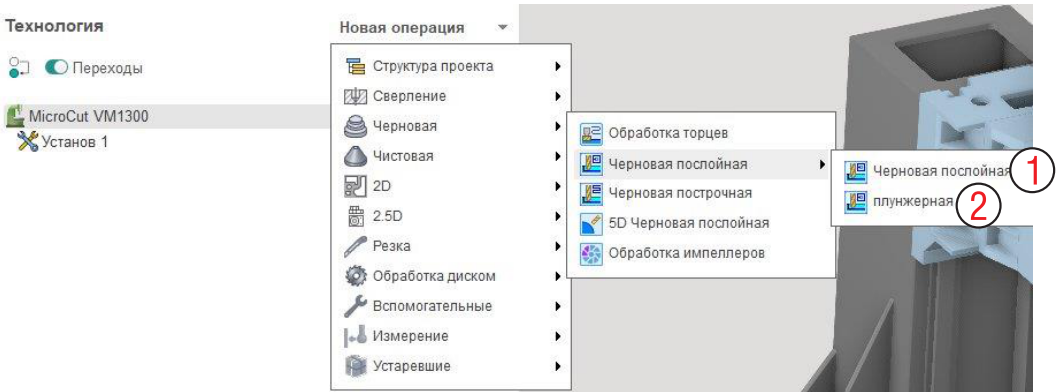 Технология
Переходы
MicroCut VM1300
Установ 1
Новая операция
Структура проекта
Сверление
Черновая
Чистовая
2D
2.5D
Резка
Обработка диском
Вспомогательные
Измерение
Устаревшие
Обработка торцев
Черновая послойная
Черновая построчная
5D Черновая послойная
Обработка импеллеров
Черновая послойная 1
плунжерная 2